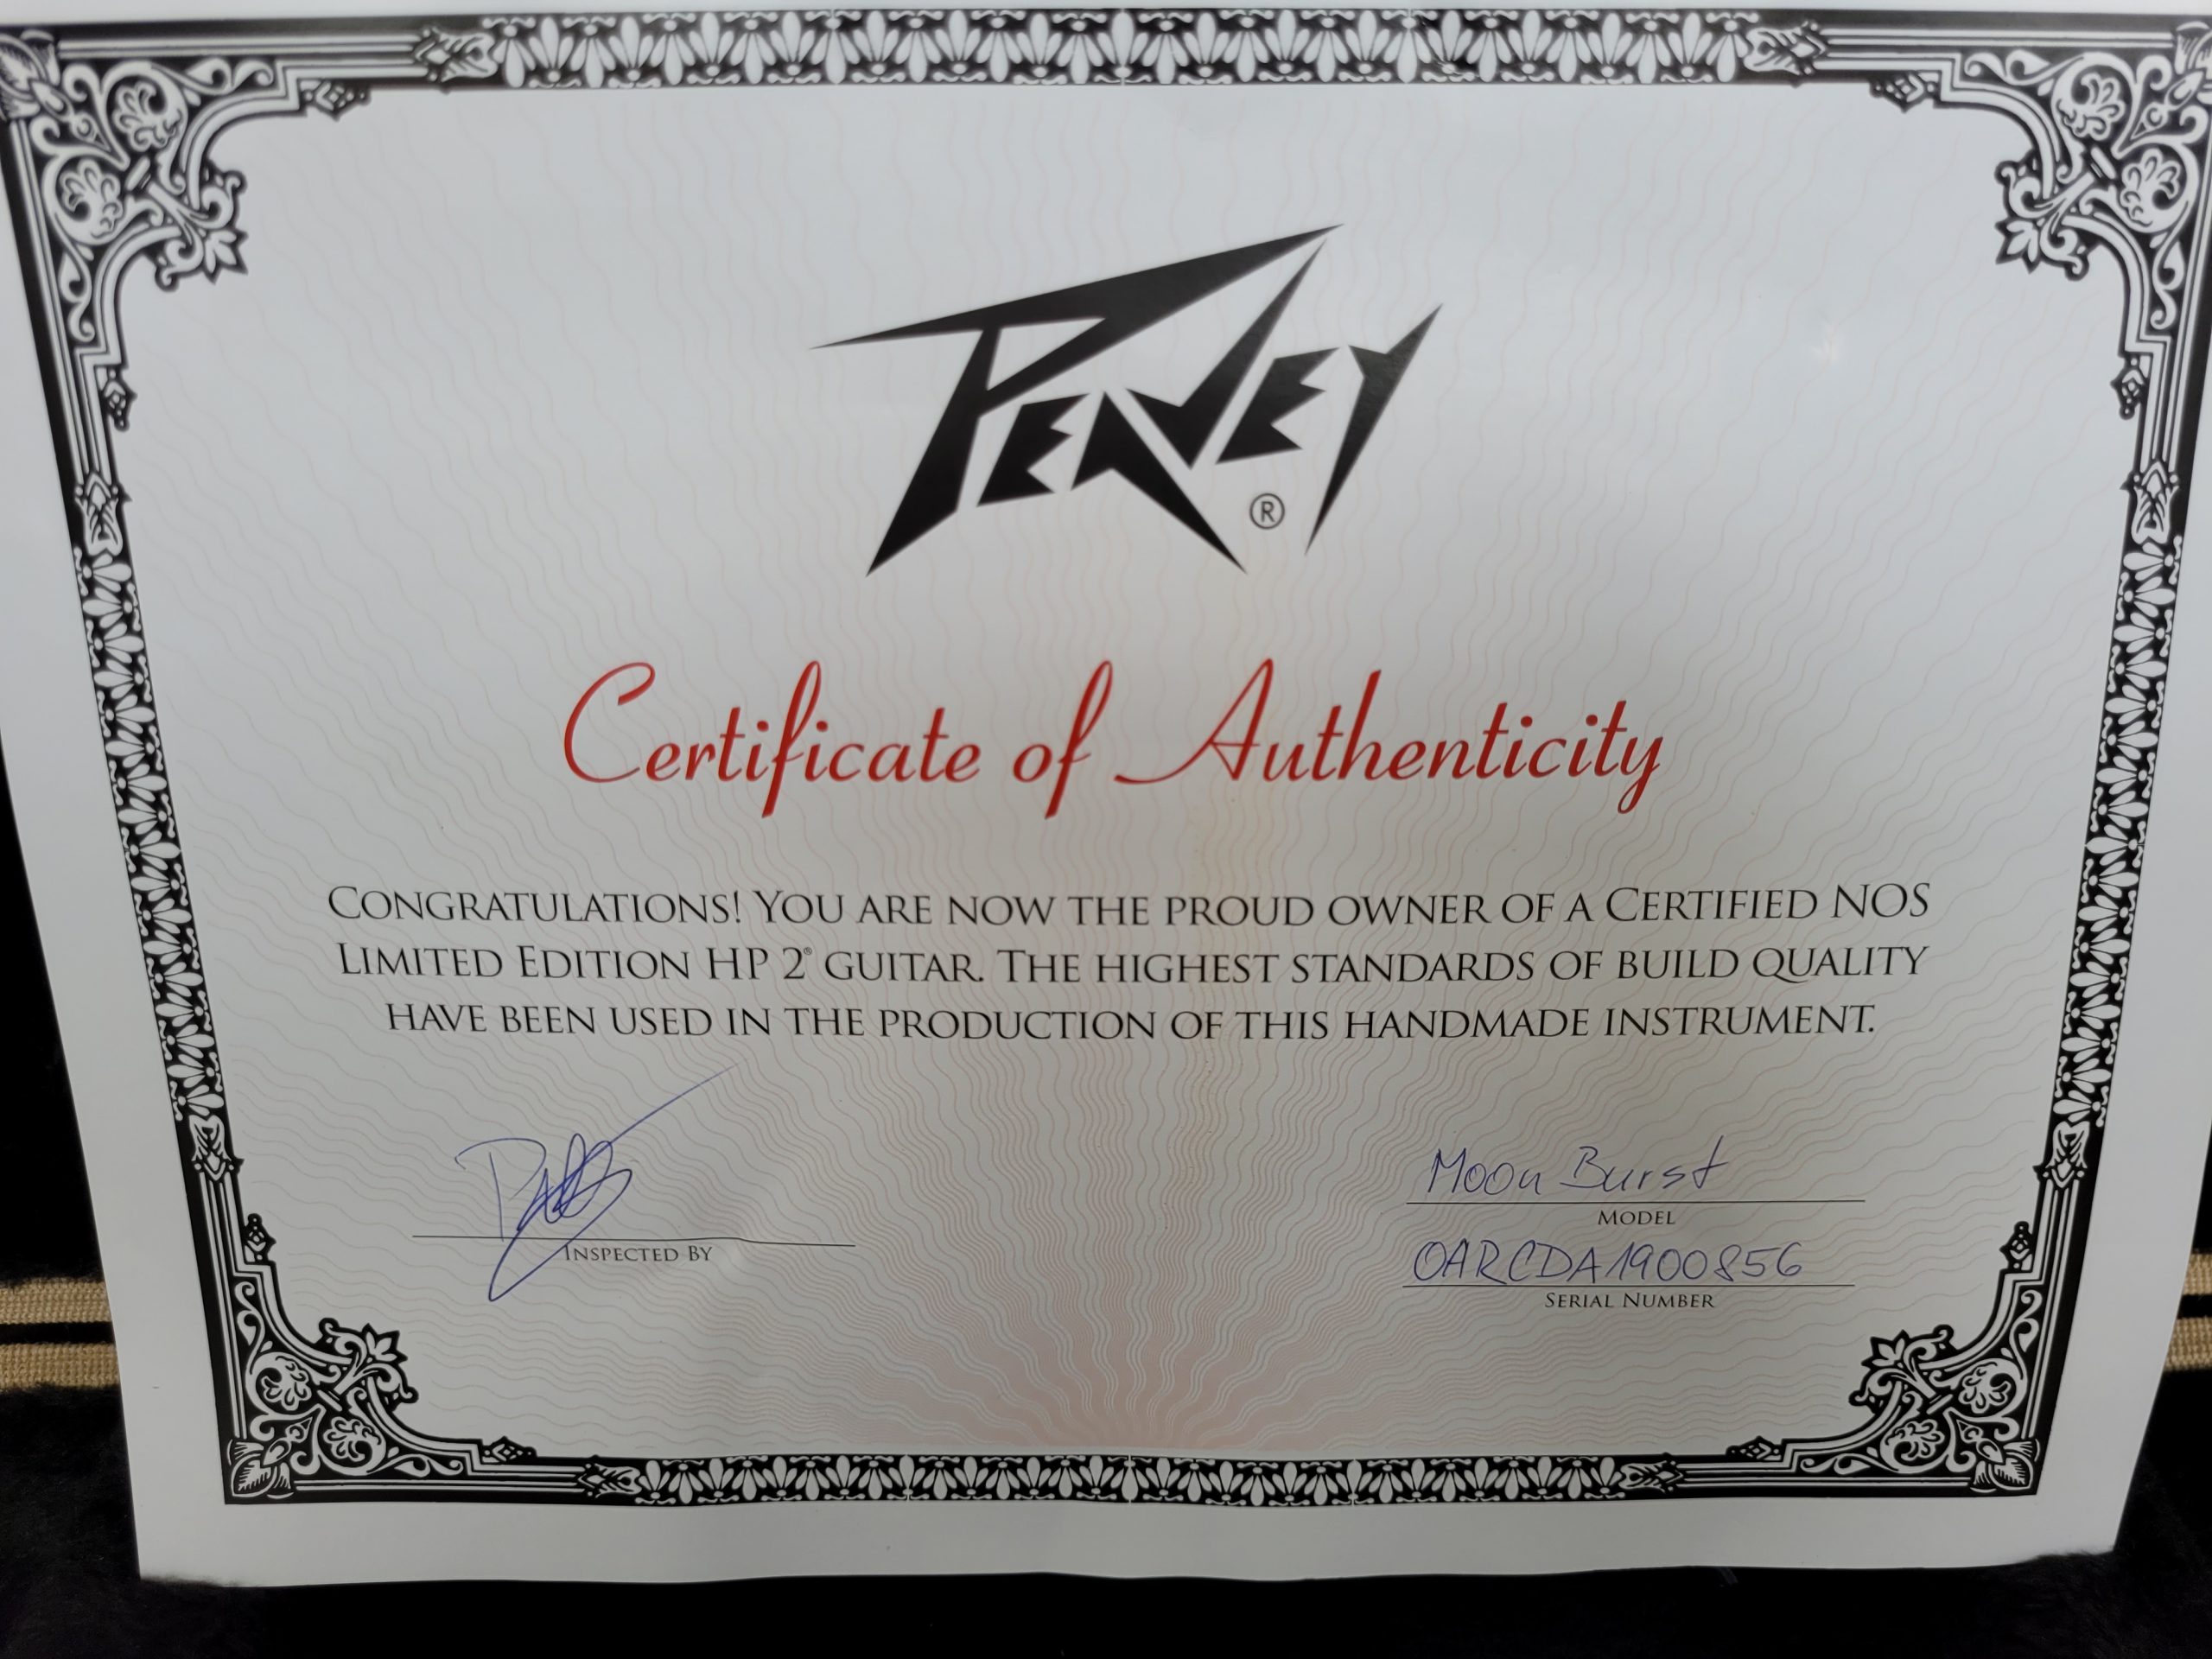 PEAVEY
®
Certificate of Authenticity
CONGRATULATIONS! YOU ARE NOW THE PROUD OWNER OF A CERTIFIED NOS
LIMITED EDITION HP 2® GUITAR. THE HIGHEST STANDARDS OF BUILD QUALITY
HAVE BEEN USED IN THE PRODUCTION OF THIS HANDMADE INSTRUMENT.
INSPECTED BY
Moon Burst
MODEL
OARCDA1900856
SERIAL NUMBER